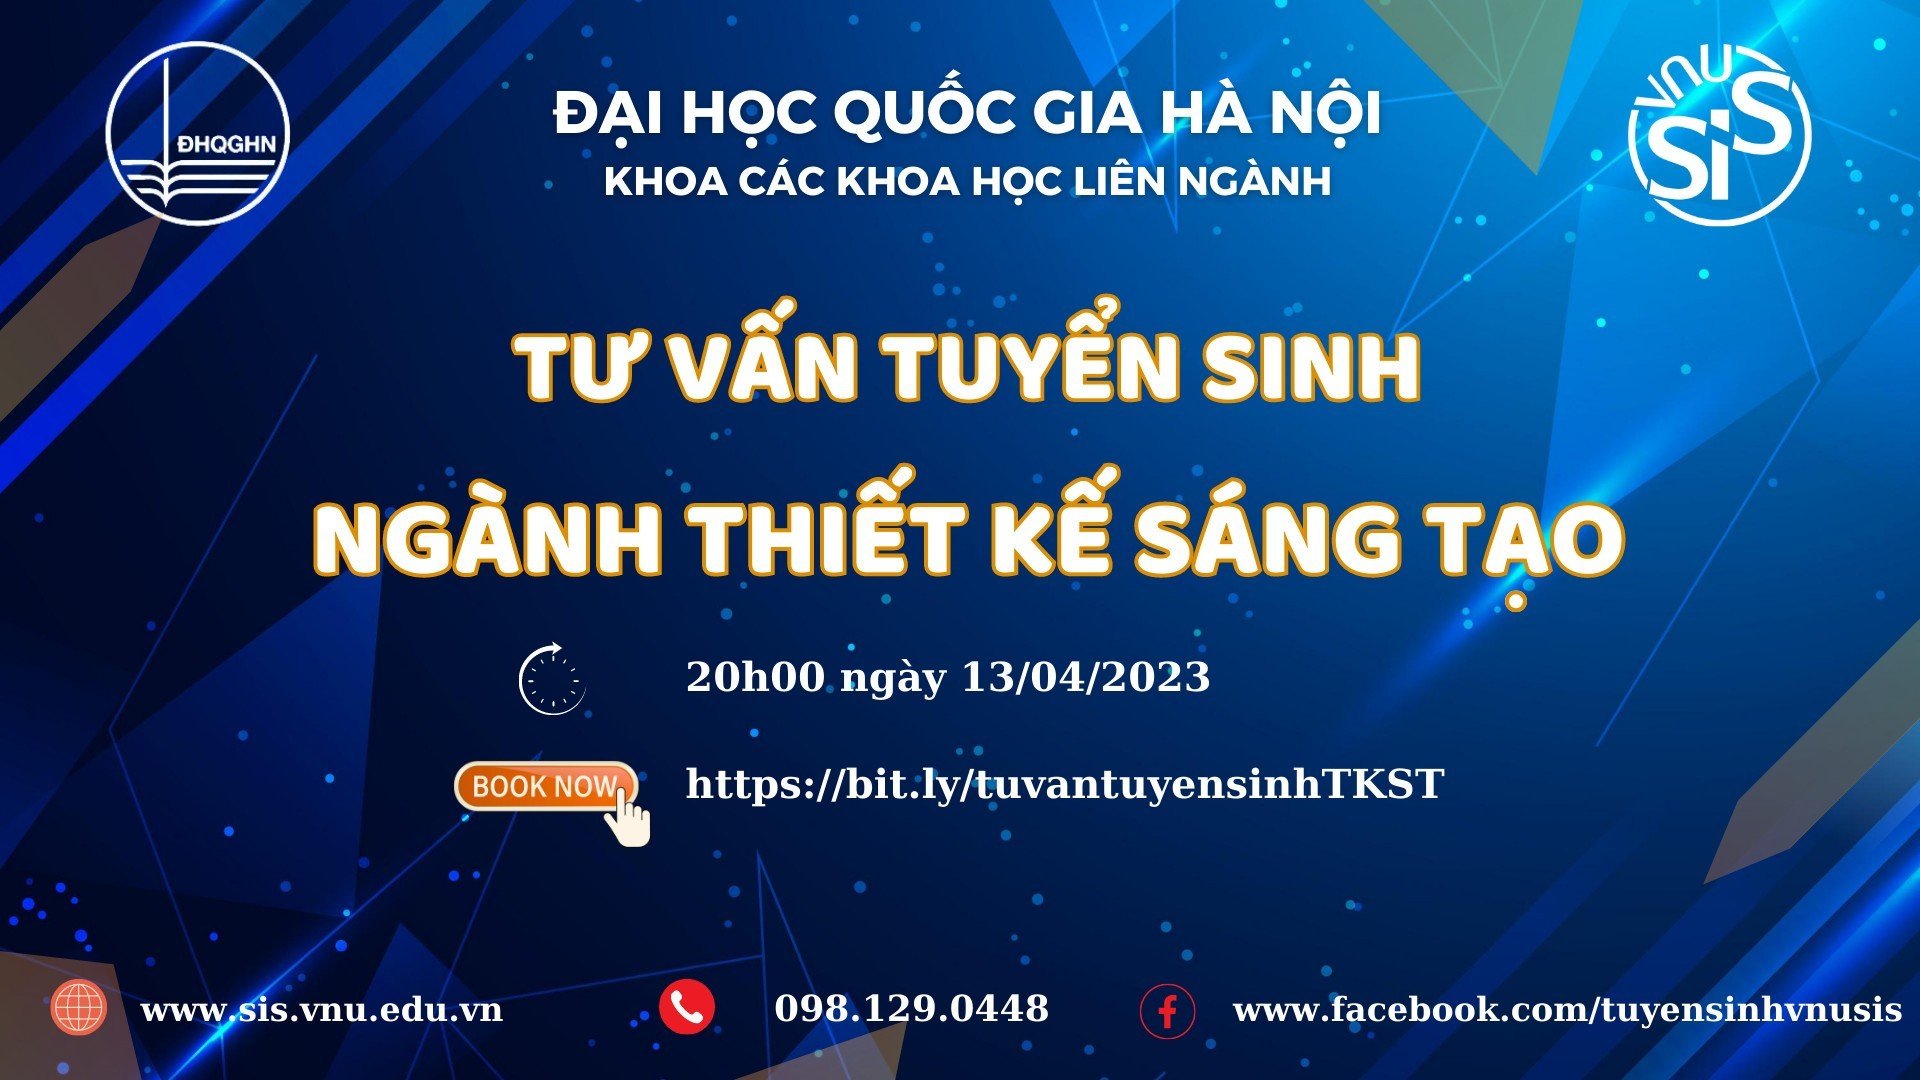 ĐHQGHN
ĐẠI HỌC QUỐC GIA HÀ NỘI
KHOA CÁC KHOA HỌC LIÊN NGÀNH
VNU
SiS
TƯ VẤN TUYỂN SINH
NGÀNH THIẾT KẾ SÁNG TẠO
20h00 ngày 13/04/2023
BOOK NOW
https://bit.ly/tuvantuyensinhTKST
www.sis.vnu.edu.vn
098.129.0448
www.facebook.com/tuyensinhvnusis